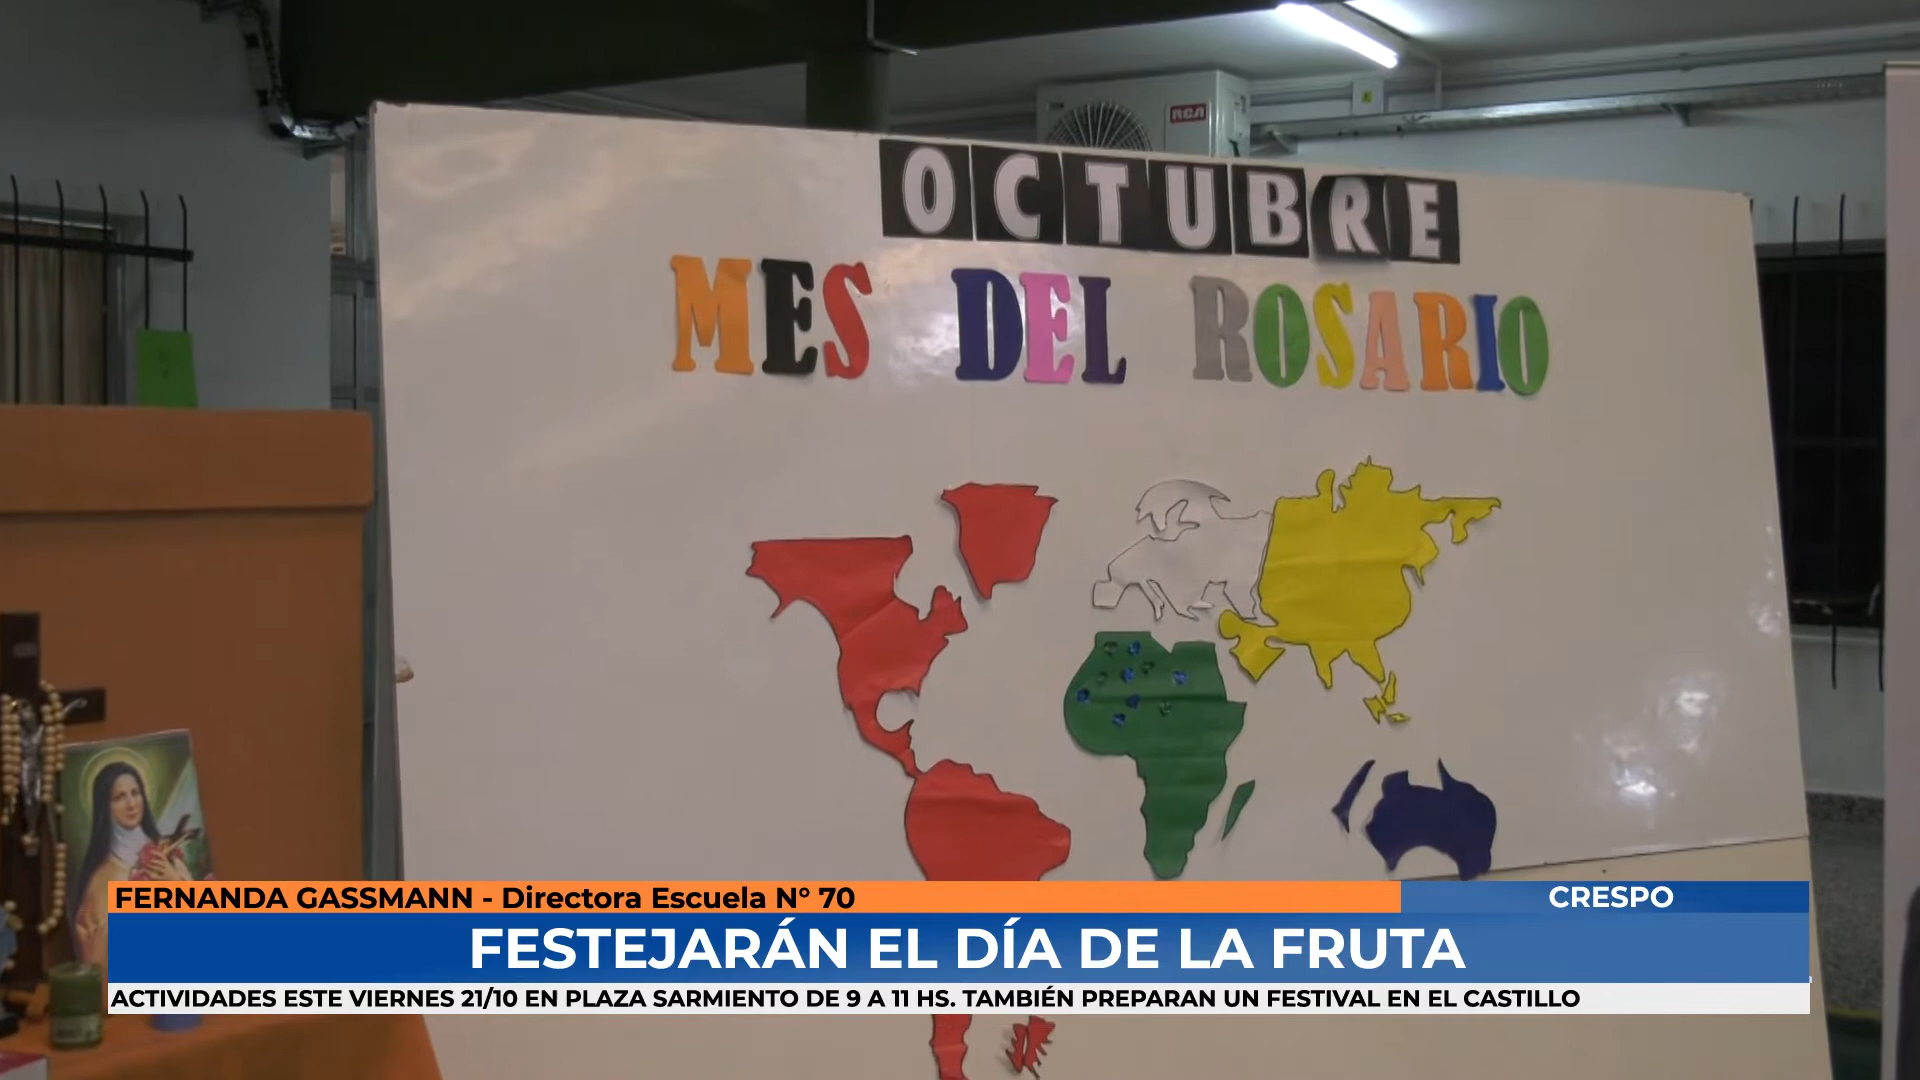 RCA
OCTUBRE
MES DEL ROSARIO
FERNANDA GASSMANN - Directora Escuela N° 70
CRESPO
FESTEJARÁN EL DÍA DE LA FRUTA
ACTIVIDADES ESTE VIERNES 21/10 EN PLAZA SARMIENTO DE 9 A 11 HS. TAMBIÉN PREPARAN UN FESTIVAL EN EL CASTILLO